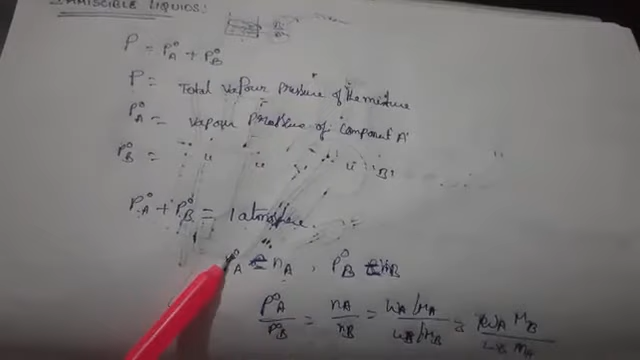 IMMISCIBLE LIQUIDS:
P = P°A + P°B
P = Total vapour pressure of the mixture
P°A = vapour pressure of component 'A'
P°B = " " " " " 'B'
P°A + P°B = 1 atmosphere.
P°A ∝ nA , P°B ∝ nB
P°A/P°B = nA/nB = WA/MA / WB/MB = WA MB / WB MA